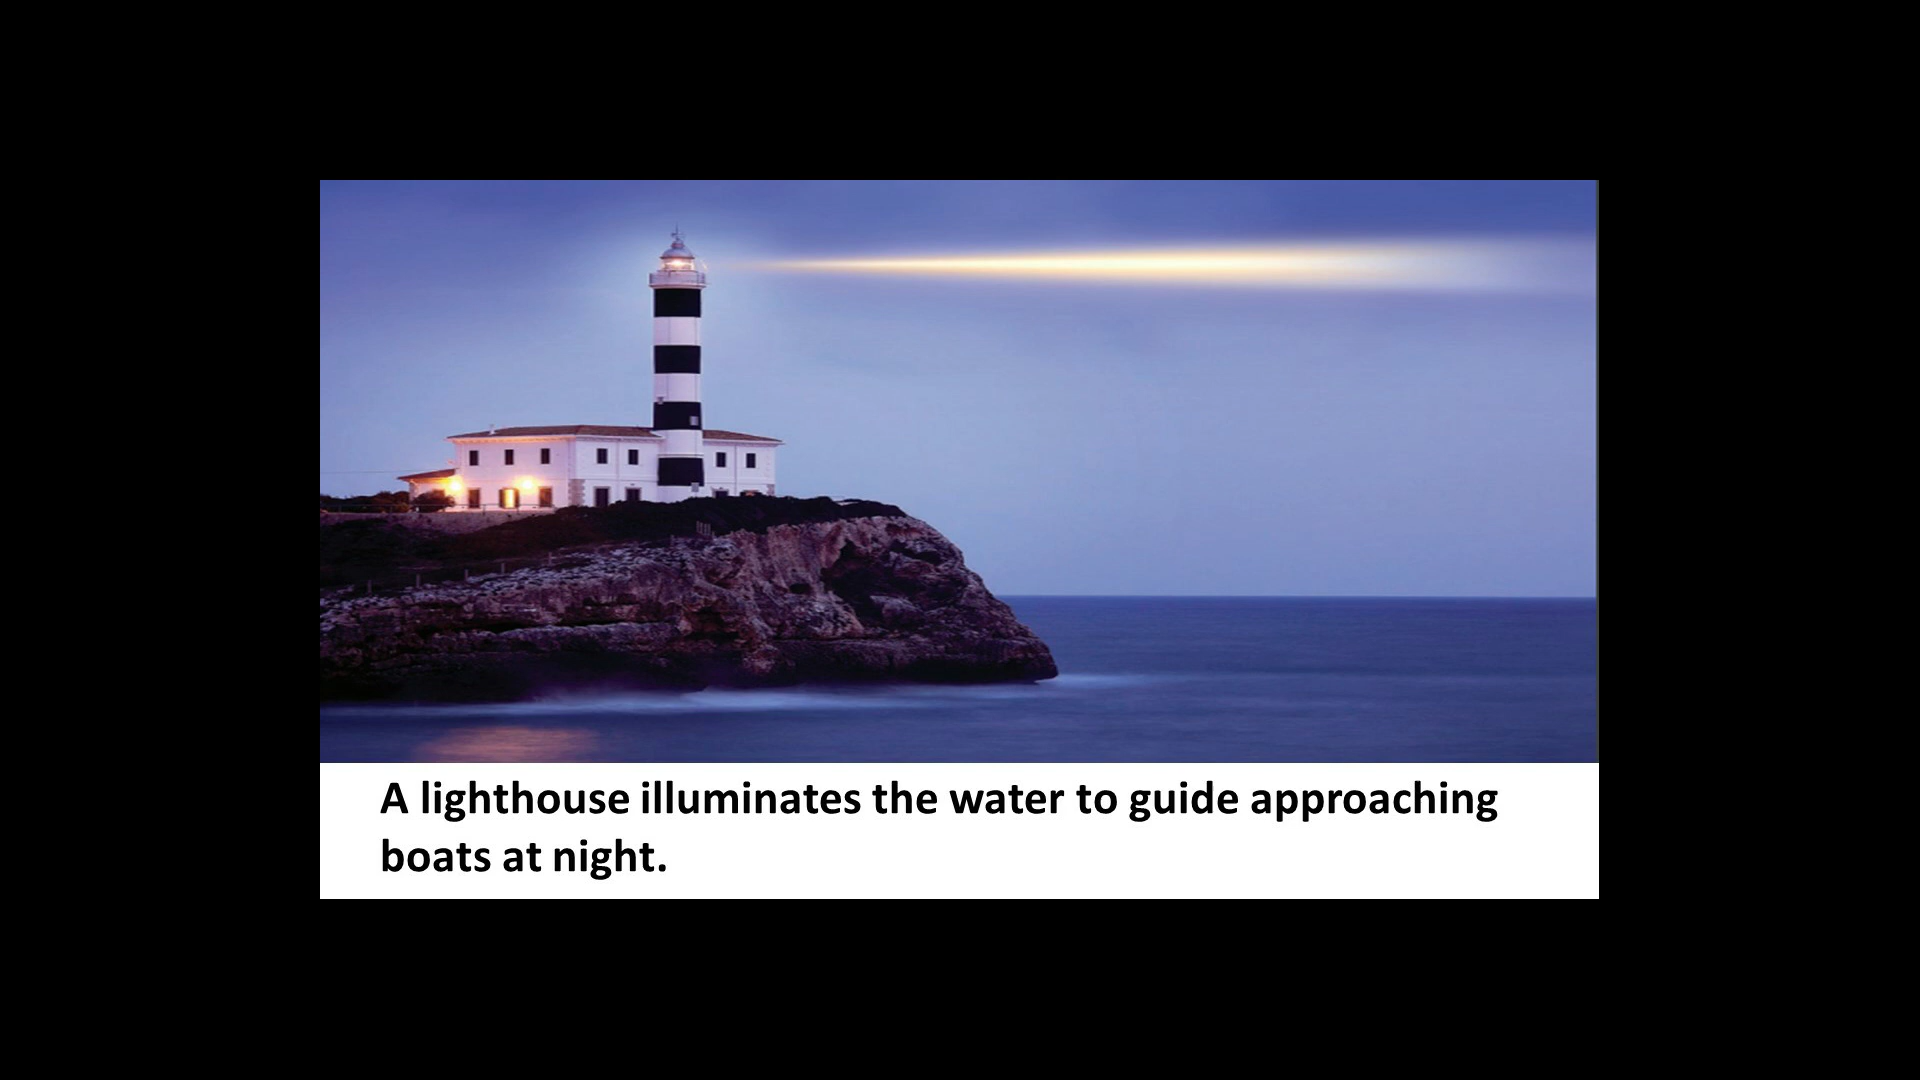 A lighthouse illuminates the water to guide approaching
boats at night.